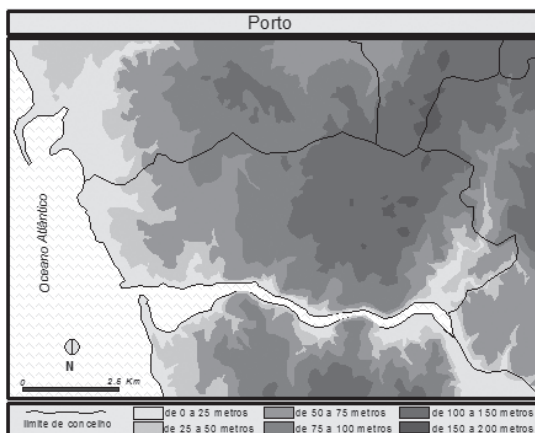 Porto
Oceano Atlântico
N
0 2.5 Km
limite de concelho
de 0 a 25 metros
de 25 a 50 metros
de 50 a 75 metros
de 75 a 100 metros
de 100 a 150 metros
de 150 a 200 metros